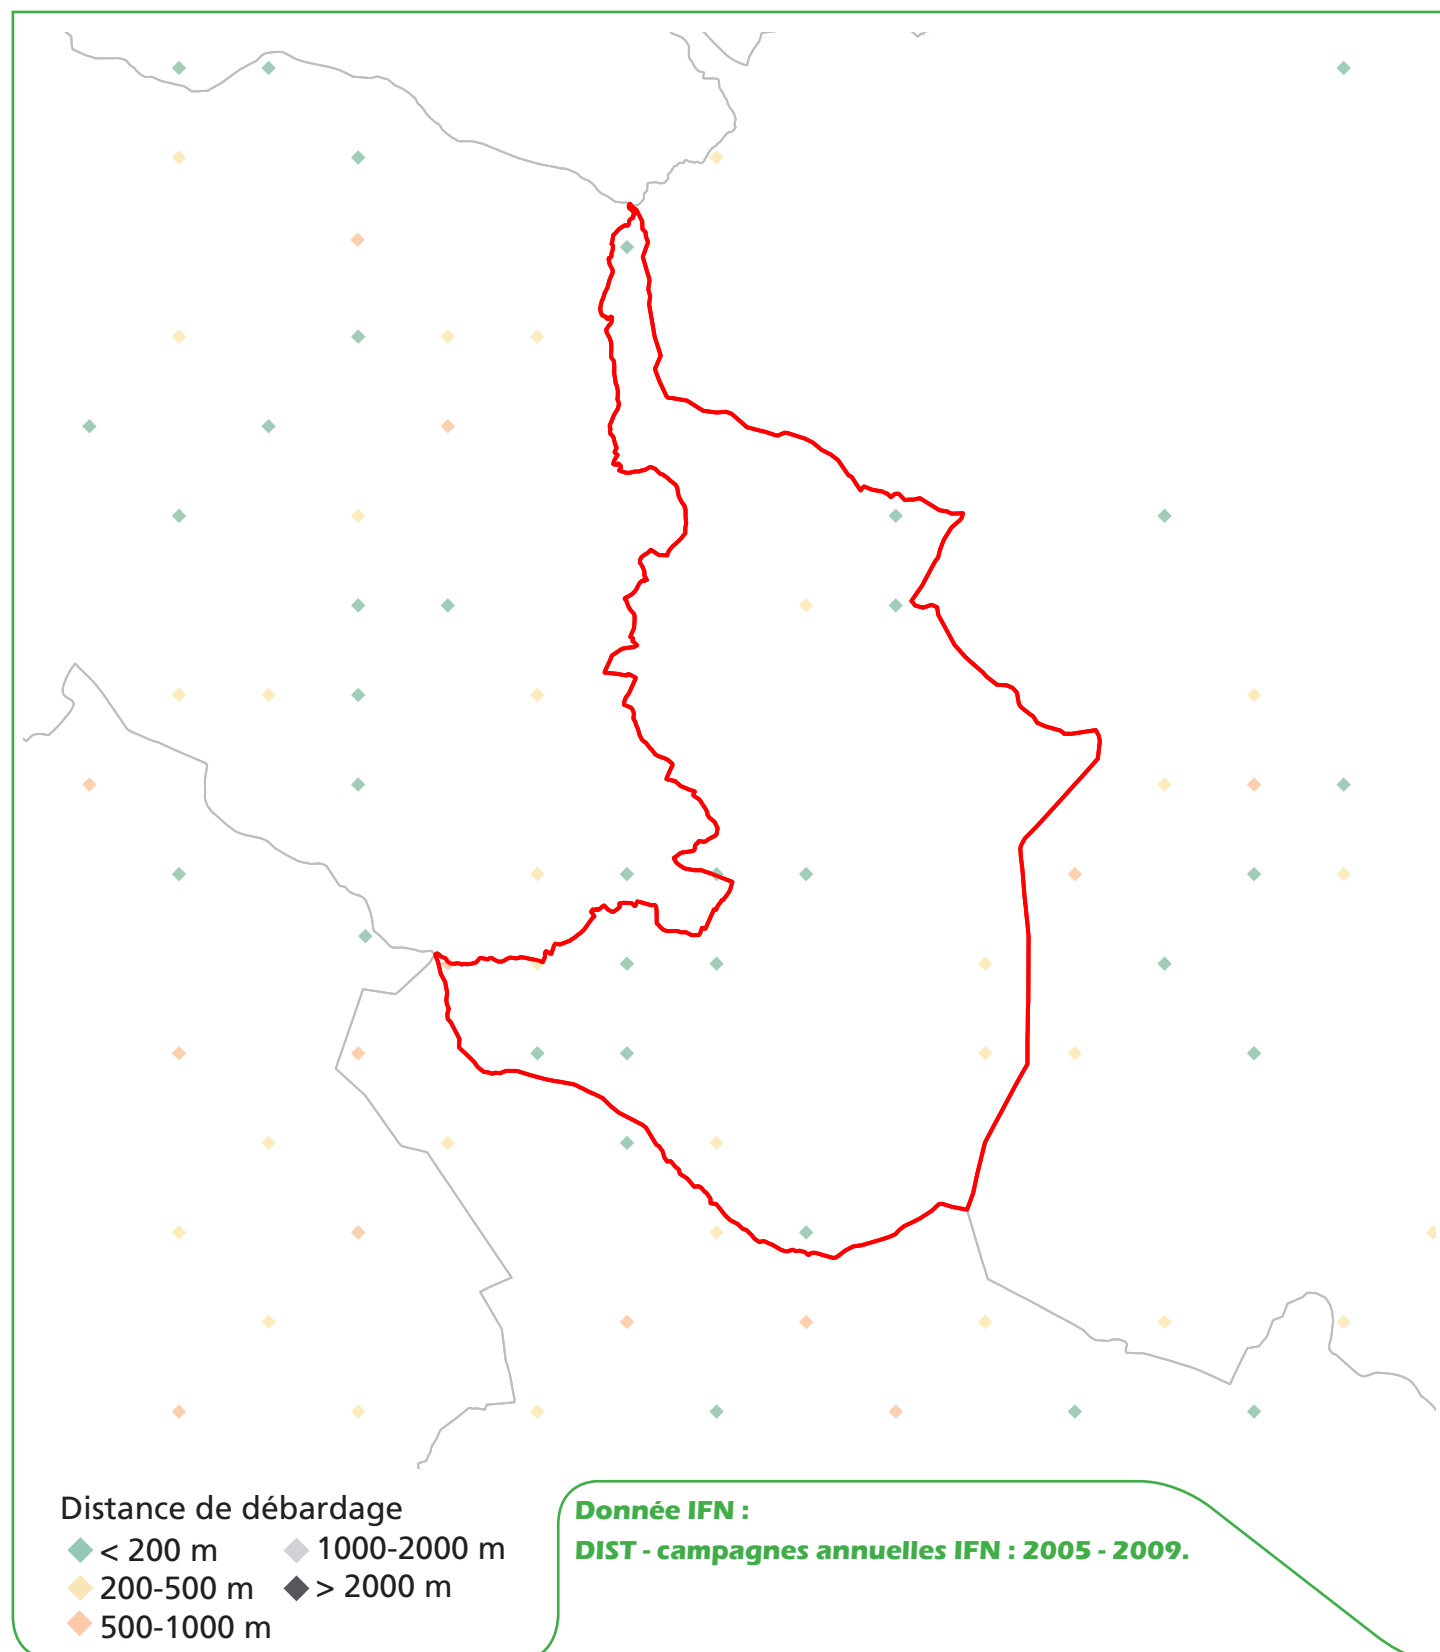 Distance de débardage
< 200 m
1000-2000 m
200-500 m
> 2000 m
500-1000 m
Donnée IFN :
DIST - campagnes annuelles IFN : 2005 - 2009.